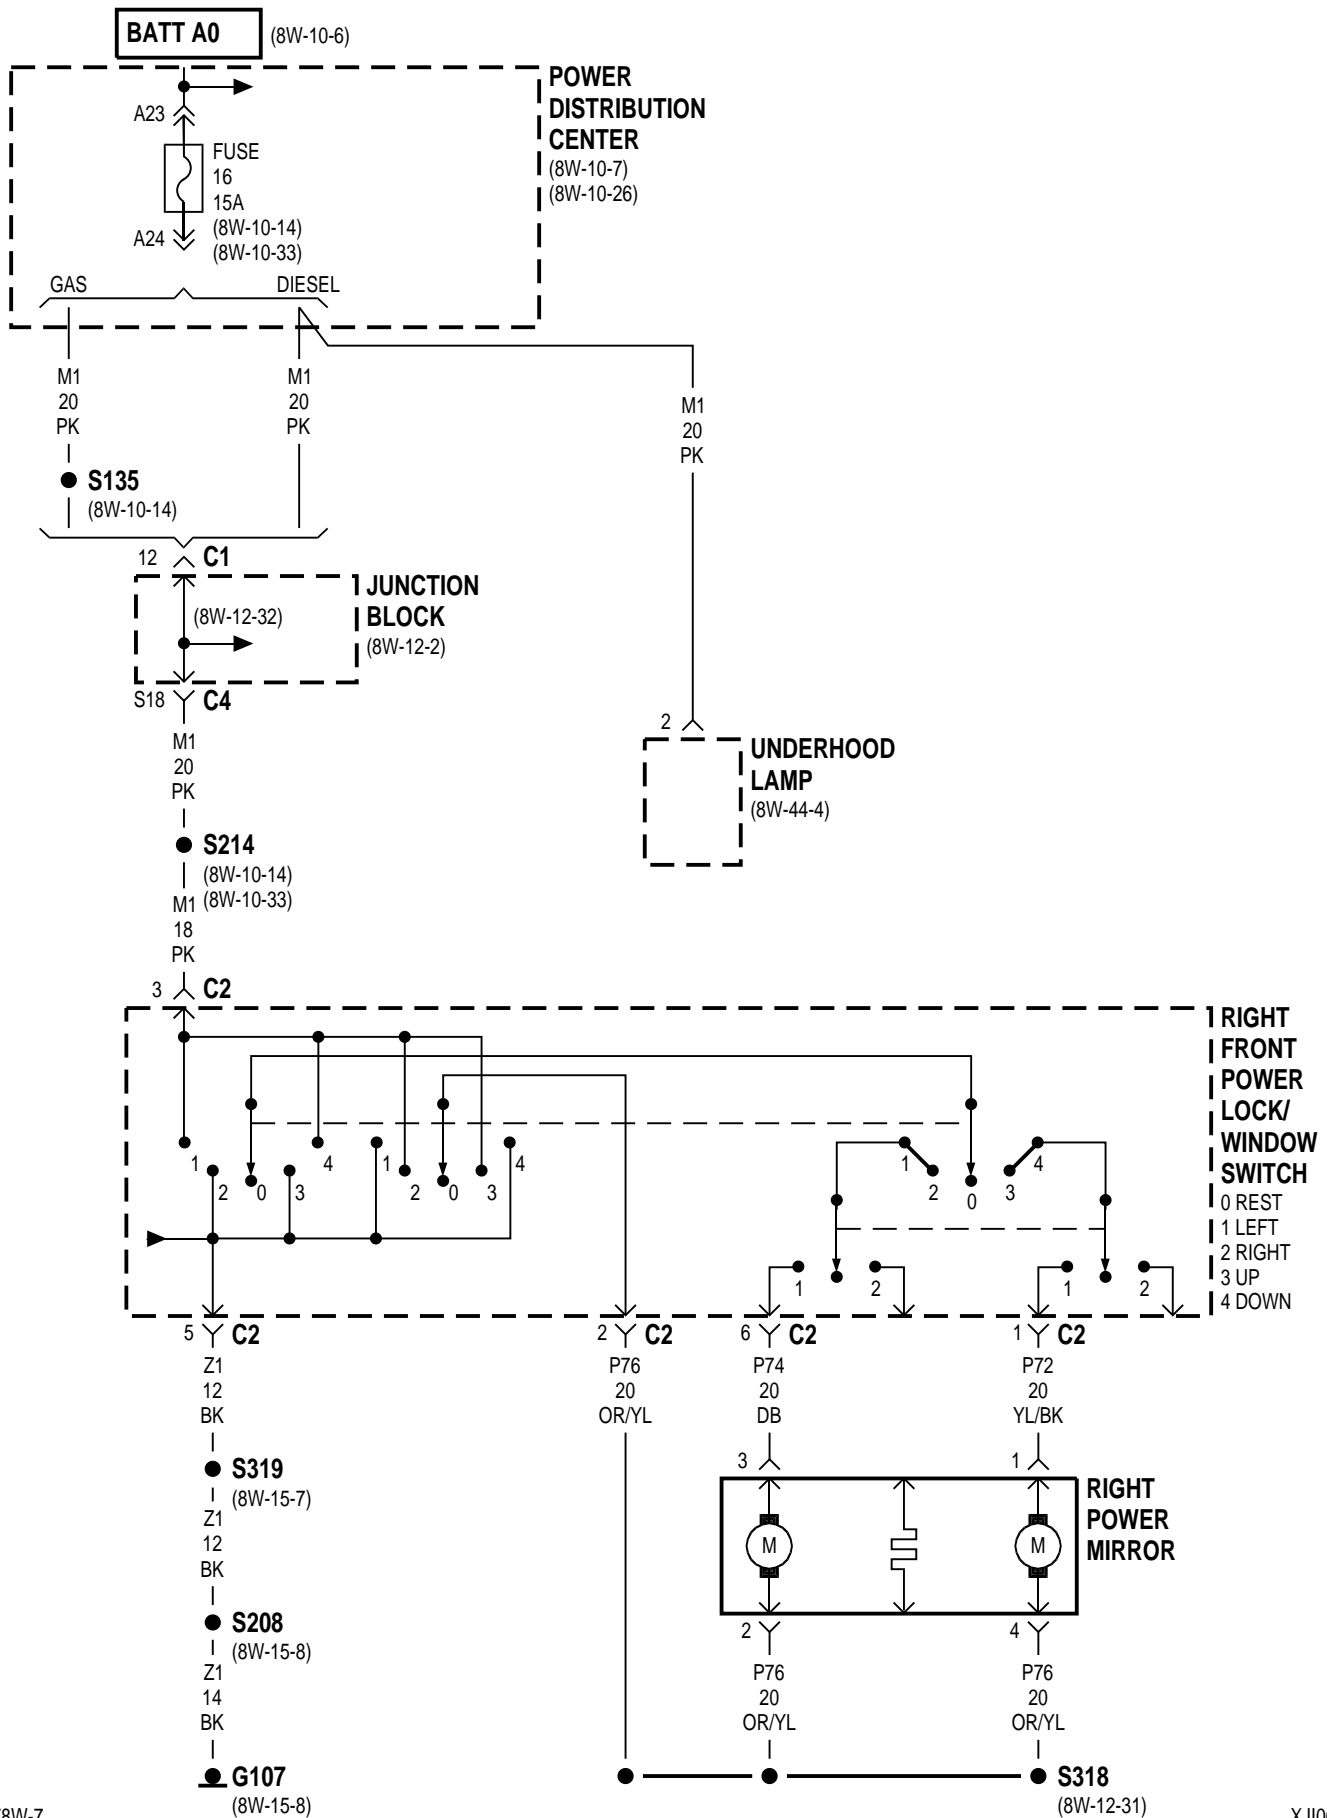 BATT A0 (8W-10-6)
POWER
DISTRIBUTION
CENTER
(8W-10-7)
(8W-10-26)
A23
FUSE
16
15A
(8W-10-14)
(8W-10-33)
A24
GAS DIESEL
M1
20
PK
M1
20
PK
M1
20
PK
S135
(8W-10-14)
12 C1
JUNCTION
BLOCK
(8W-12-2)
(8W-12-32)
S18 C4
M1
20
PK
2
UNDERHOOD
LAMP
(8W-44-4)
S214
(8W-10-14)
(8W-10-33)
M1
18
PK
3 C2
RIGHT
FRONT
POWER
LOCK/
WINDOW
SWITCH
0 REST
1 LEFT
2 RIGHT
3 UP
4 DOWN
1 2 0 3 4 1 2 0 3 4
1 2 0 3 4
1 2 1 2
5 C2 2 C2 6 C2 1 C2
Z1
12
BK
P76
20
OR/YL
P74
20
DB
P72
20
YL/BK
S319
(8W-15-7)
3 1
RIGHT
POWER
MIRROR
M M
Z1
12
BK
S208
(8W-15-8)
2 4
Z1
14
BK
P76
20
OR/YL
P76
20
OR/YL
G107
(8W-15-8)
S318
(8W-12-31)